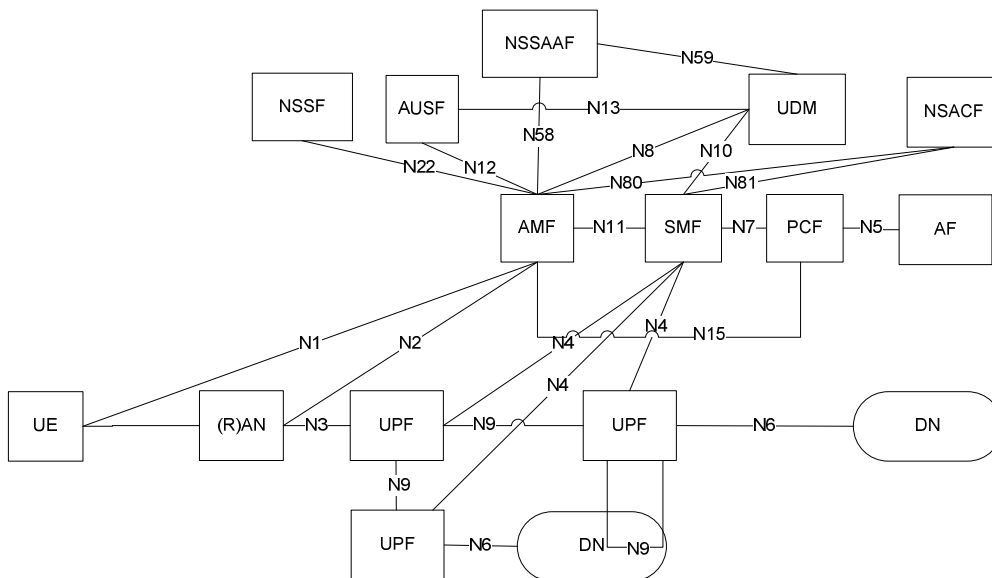 NSSAAF
N59
NSSF
AUSF
N13
UDM
NSACF
N58
N22
N12
N8
N10
N80
N81
AMF
N11
SMF
N7
PCF
N5
AF
N1
N2
N4
N4
N15
N4
UE
(R)AN
N3
UPF
N9
UPF
N6
DN
N9
UPF
N6
DN
N9